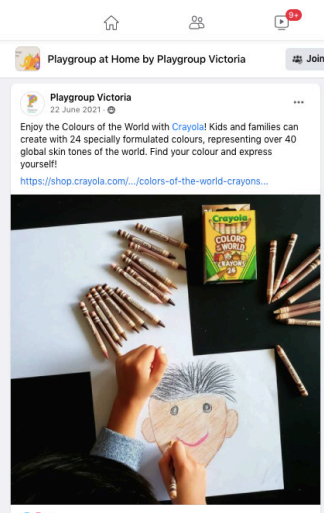 9+
Playgroup at Home by Playgroup Victoria
Join
Playgroup Victoria
22 June 2021 ·
Enjoy the Colours of the World with Crayola! Kids and families can
create with 24 specially formulated colours, representing over 40
global skin tones of the world. Find your colour and express
yourself!
https://shop.crayola.com/.../colors-of-the-world-crayons...
Crayola
COLORS
OF THE
WORLD
CRAYONS
24